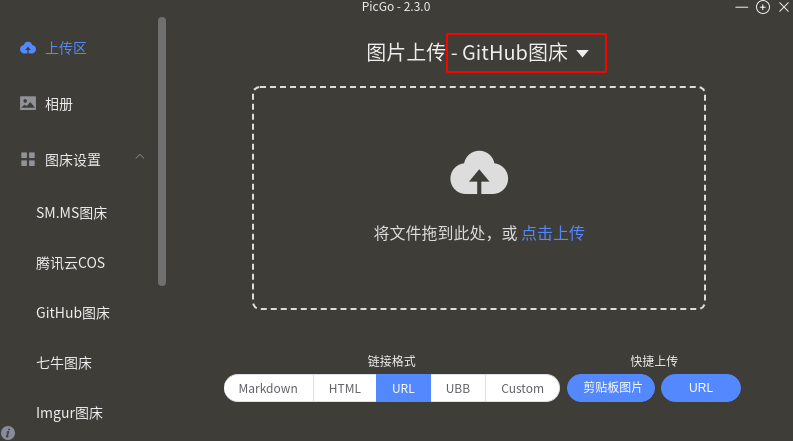 PicGo - 2.3.0
上传区
相册
图床设置
SM.MS图床
腾讯云COS
GitHub图床
七牛图床
Imgur图床
图片上传 - GitHub图床
将文件拖到此处，或 点击上传
链接格式
Markdown HTML URL UBB Custom
快捷上传
剪贴板图片 URL